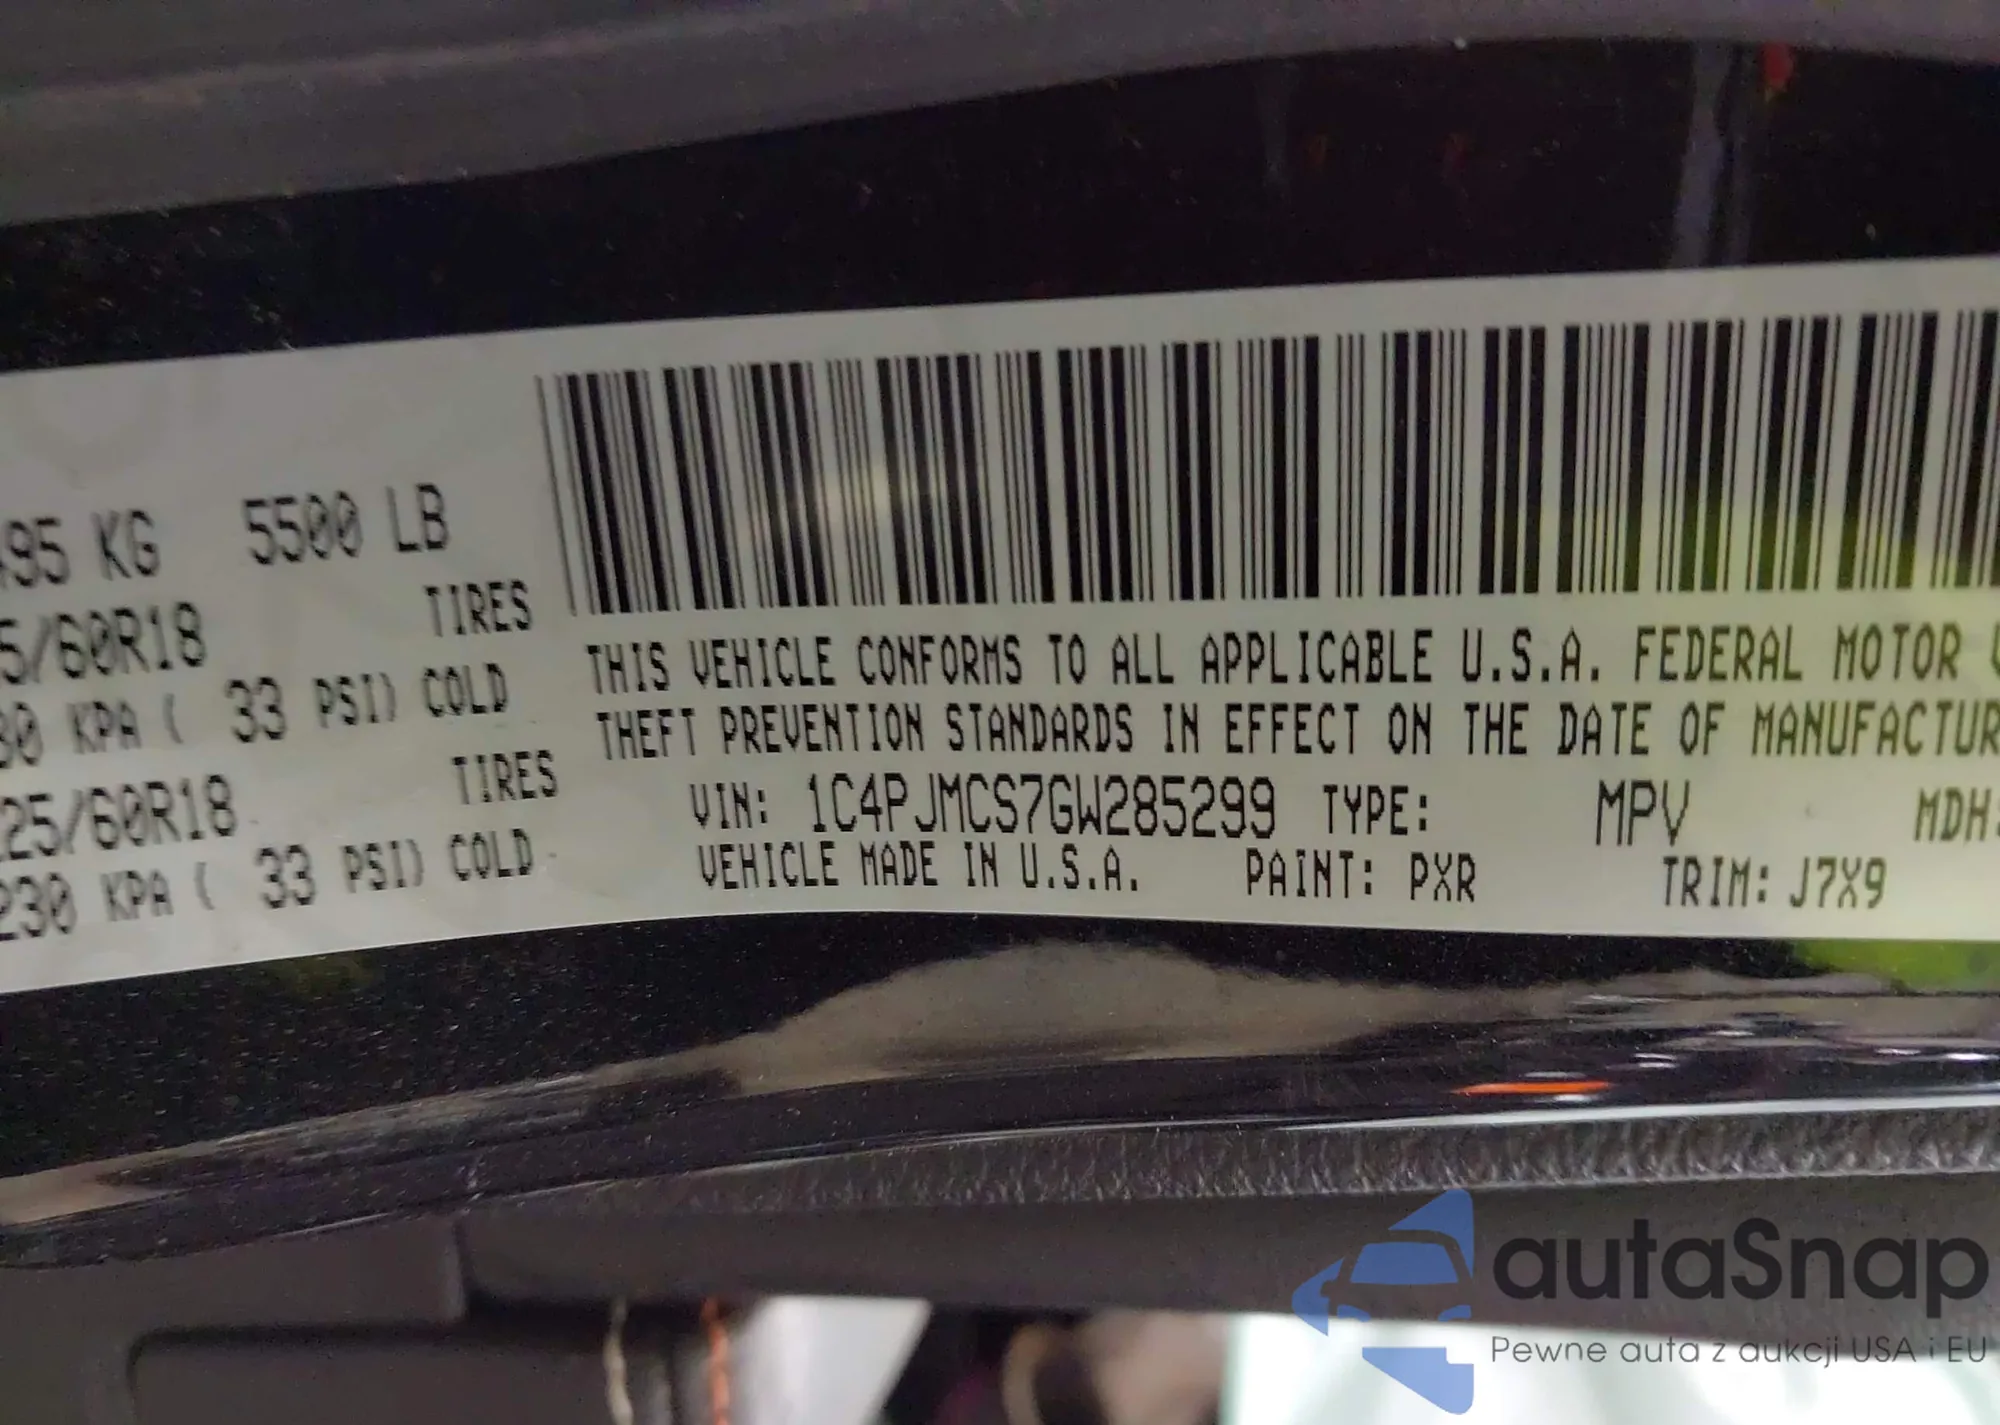 495 KG 5500 LB
5/60R18 TIRES
30 KPA ( 33 PSI) COLD
225/60R18 TIRES
230 KPA ( 33 PSI) COLD
THIS VEHICLE CONFORMS TO ALL APPLICABLE U.S.A. FEDERAL MOTOR
THEFT PREVENTION STANDARDS IN EFFECT ON THE DATE OF MANUFACTUR
VIN: 1C4PJMCS7GW285299 TYPE: MPV MDH:
VEHICLE MADE IN U.S.A. PAINT: PXR TRIM: J7X9
autaSnap
Pewne auta z aukcji USA i EU